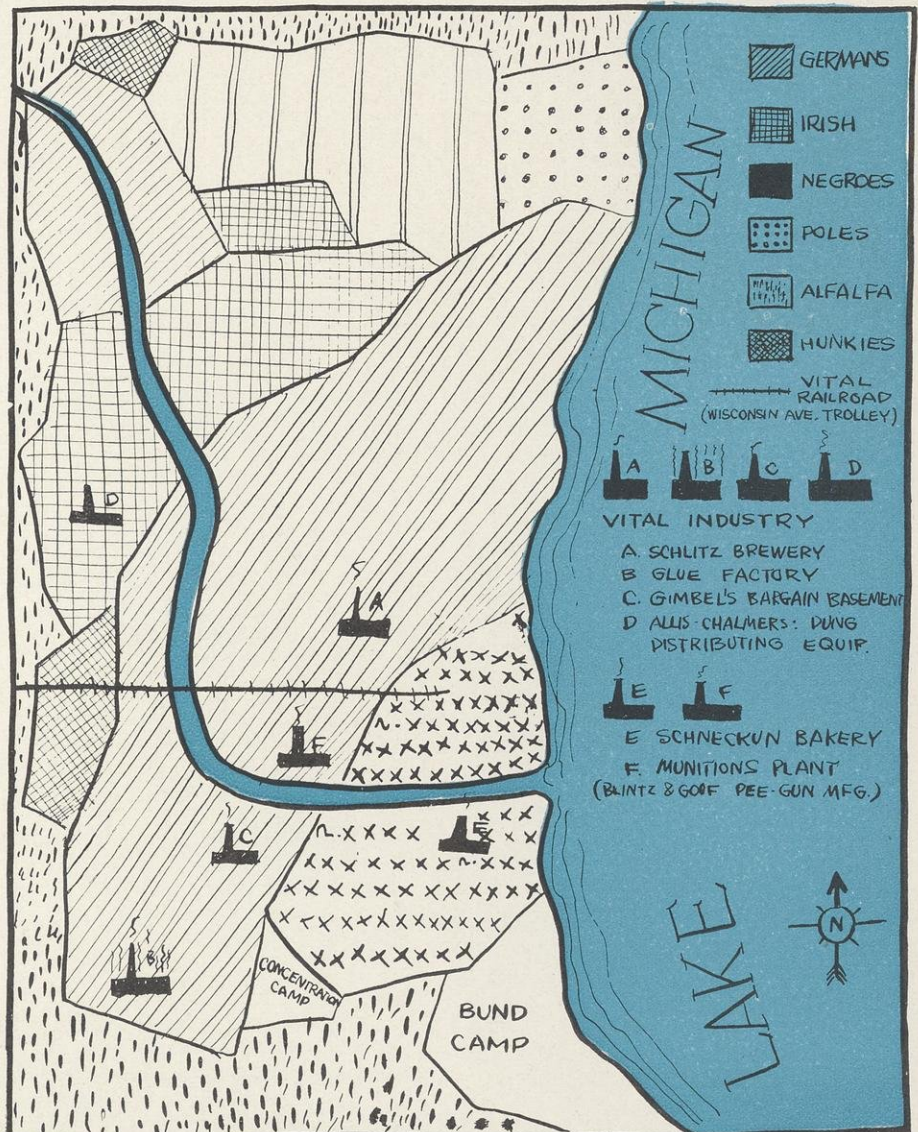 GERMANS
IRISH
NEGROES
POLES
ALFALFA
HUNKIES
VITAL
RAILROAD
(WISCONSIN AVE. TROLLEY)
A B C D
VITAL INDUSTRY
A. SCHLITZ BREWERY
B GLUE FACTORY
C. GIMBEL'S BARGAIN BASEMENT
D ALLIS-CHALMERS: DUNG
DISTRIBUTING EQUIP.
E F
E SCHNECKUN BAKERY
F. MUNITIONS PLANT
(BLINTZ & GOOF PEE-GUN MFG.)
LAKE MICHIGAN
N
D
A
F
E
C
B
CONCENTRATION
CAMP
BUND
CAMP